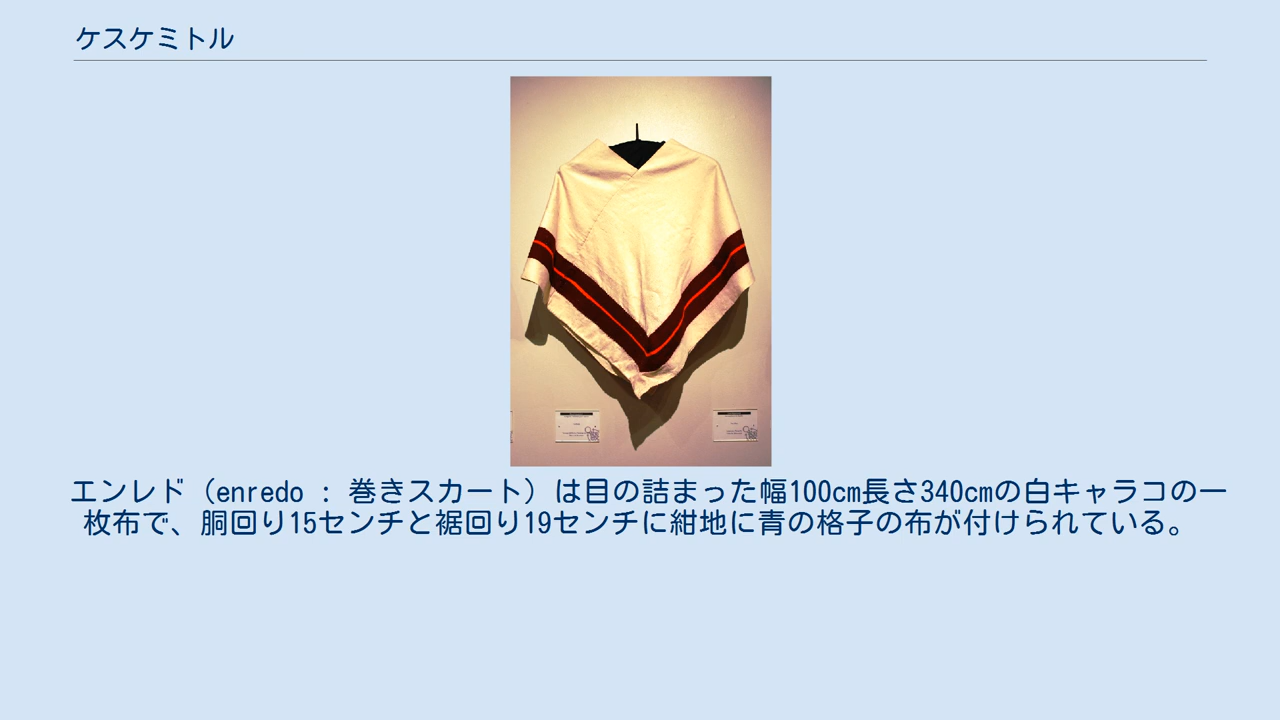 ケスケミトル
エンレド（enredo : 巻きスカート）は目の詰まった幅100cm長さ340cmの白キャラコの一
枚布で、胴回り15センチと裾回り19センチに紺地に青の格子の布が付けられている。